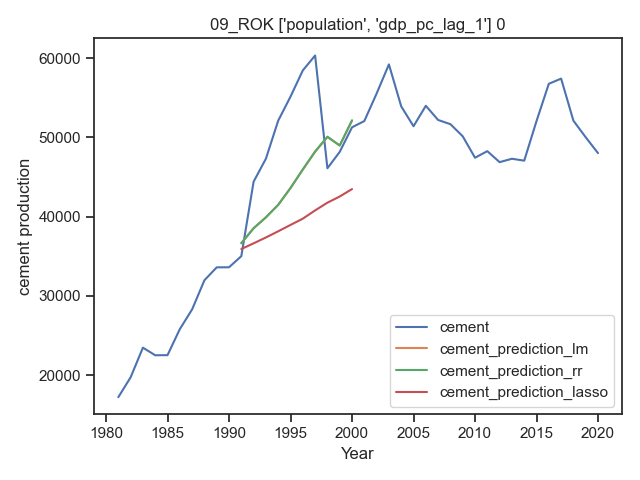 09_ROK ['population', 'gdp_pc_lag_1'] 0
60000
50000
40000
30000
20000
cement production
1980 1985 1990 1995 2000 2005 2010 2015 2020
Year
cement
cement_prediction_lm
cement_prediction_rr
cement_prediction_lasso